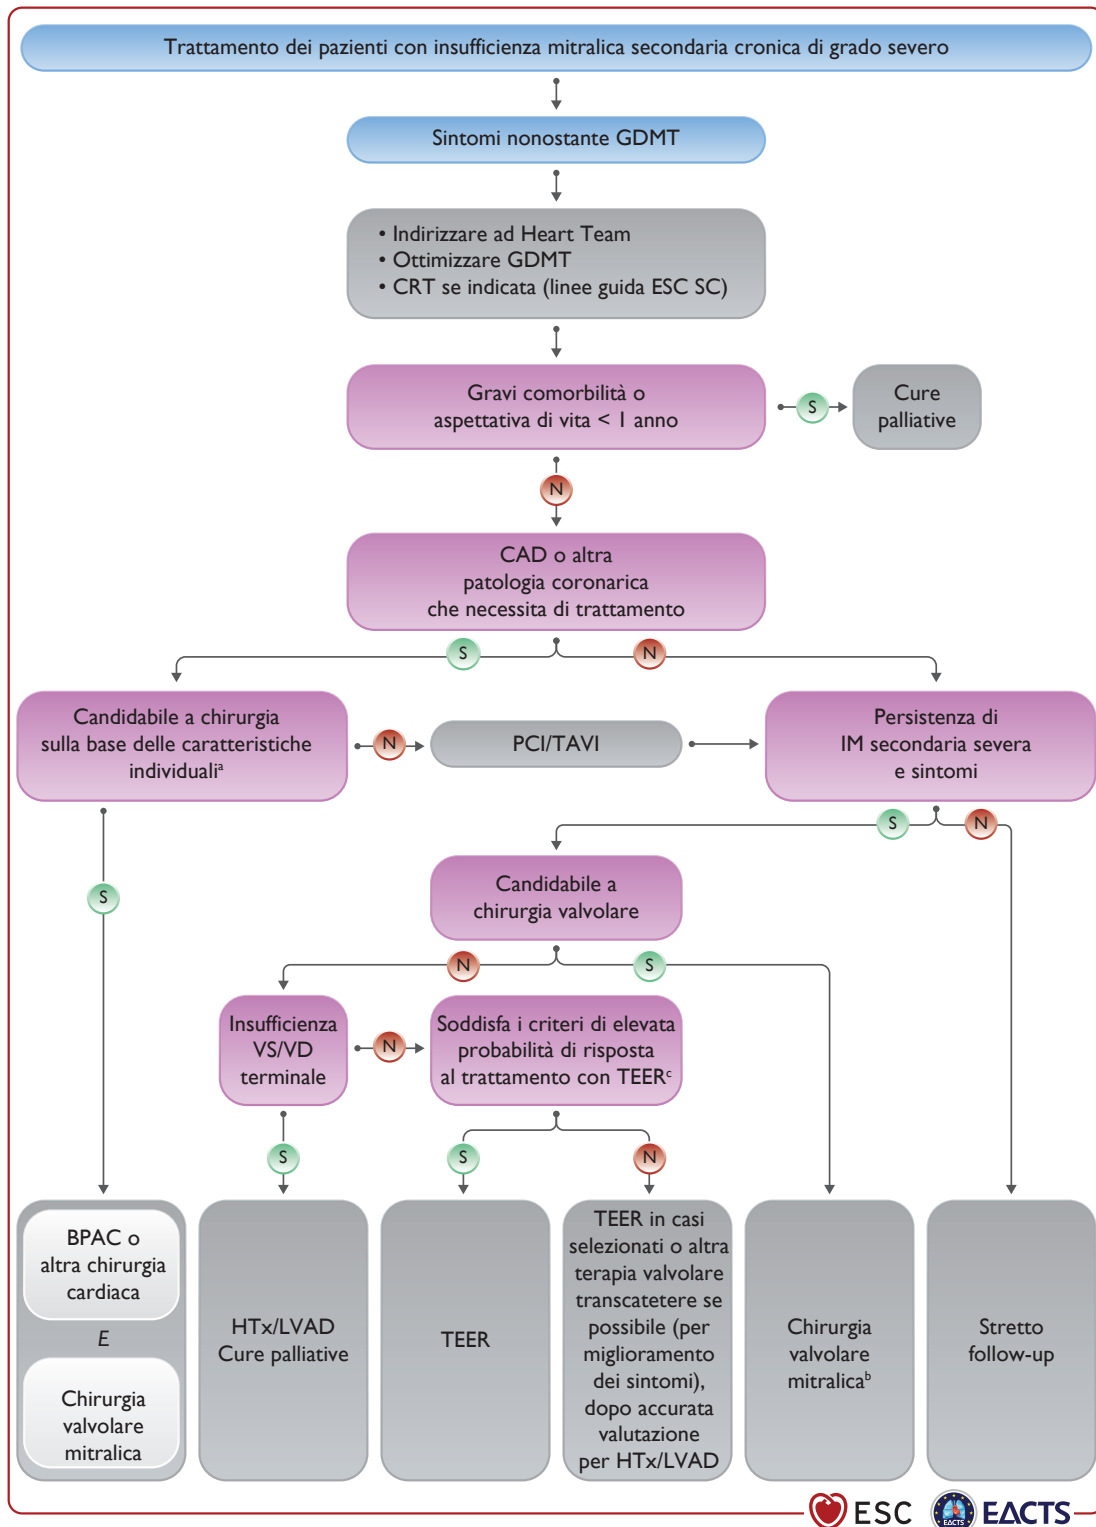 Trattamento dei pazienti con insufficienza mitralica secondaria cronica di grado severo
Sintomi nonostante GDMT
• Indirizzare ad Heart Team
• Ottimizzare GDMT
• CRT se indicata (linee guida ESC SC)
Gravi comorbilità o
aspettativa di vita < 1 anno
S
Cure
palliative
N
CAD o altra
patologia coronarica
che necessita di trattamento
S
N
Candidabile a chirurgia
sulla base delle caratteristiche
individualiᵃ
N
PCI/TAVI
Persistenza di
IM secondaria severa
e sintomi
S
N
S
Candidabile a
chirurgia valvolare
N
S
Insufficienza
VS/VD
terminale
N
Soddisfa i criteri di elevata
probabilità di risposta
al trattamento con TEERᶜ
S
S
N
BPAC o
altra chirurgia
cardiaca
E
Chirurgia
valvolare
mitralica
HTx/LVAD
Cure palliative
TEER
TEER in casi
selezionati o altra
terapia valvolare
transcatetere se
possibile (per
miglioramento
dei sintomi),
dopo accurata
valutazione
per HTx/LVAD
Chirurgia
valvolare
mitralicaᵇ
Stretto
follow-up
ESC
EACTS
EACTS